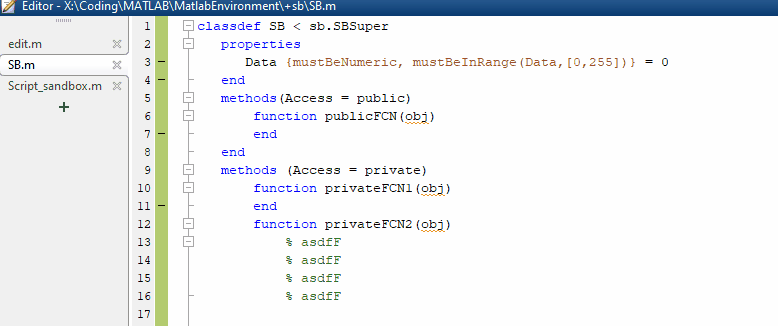 Editor - X:\Coding\MATLAB\MatlabEnvironment\+sb\SB.m
edit.m
SB.m
Script_sandbox.m
+
1 classdef SB < sb.SBSuper
2 properties
3 Data {mustBeNumeric, mustBeInRange(Data,[0,255])} = 0
4 end
5 methods(Access = public)
6 function publicFCN(obj)
7 end
8 end
9 methods (Access = private)
10 function privateFCN1(obj)
11 end
12 function privateFCN2(obj)
13 % asdfF
14 % asdfF
15 % asdfF
16 % asdfF
17